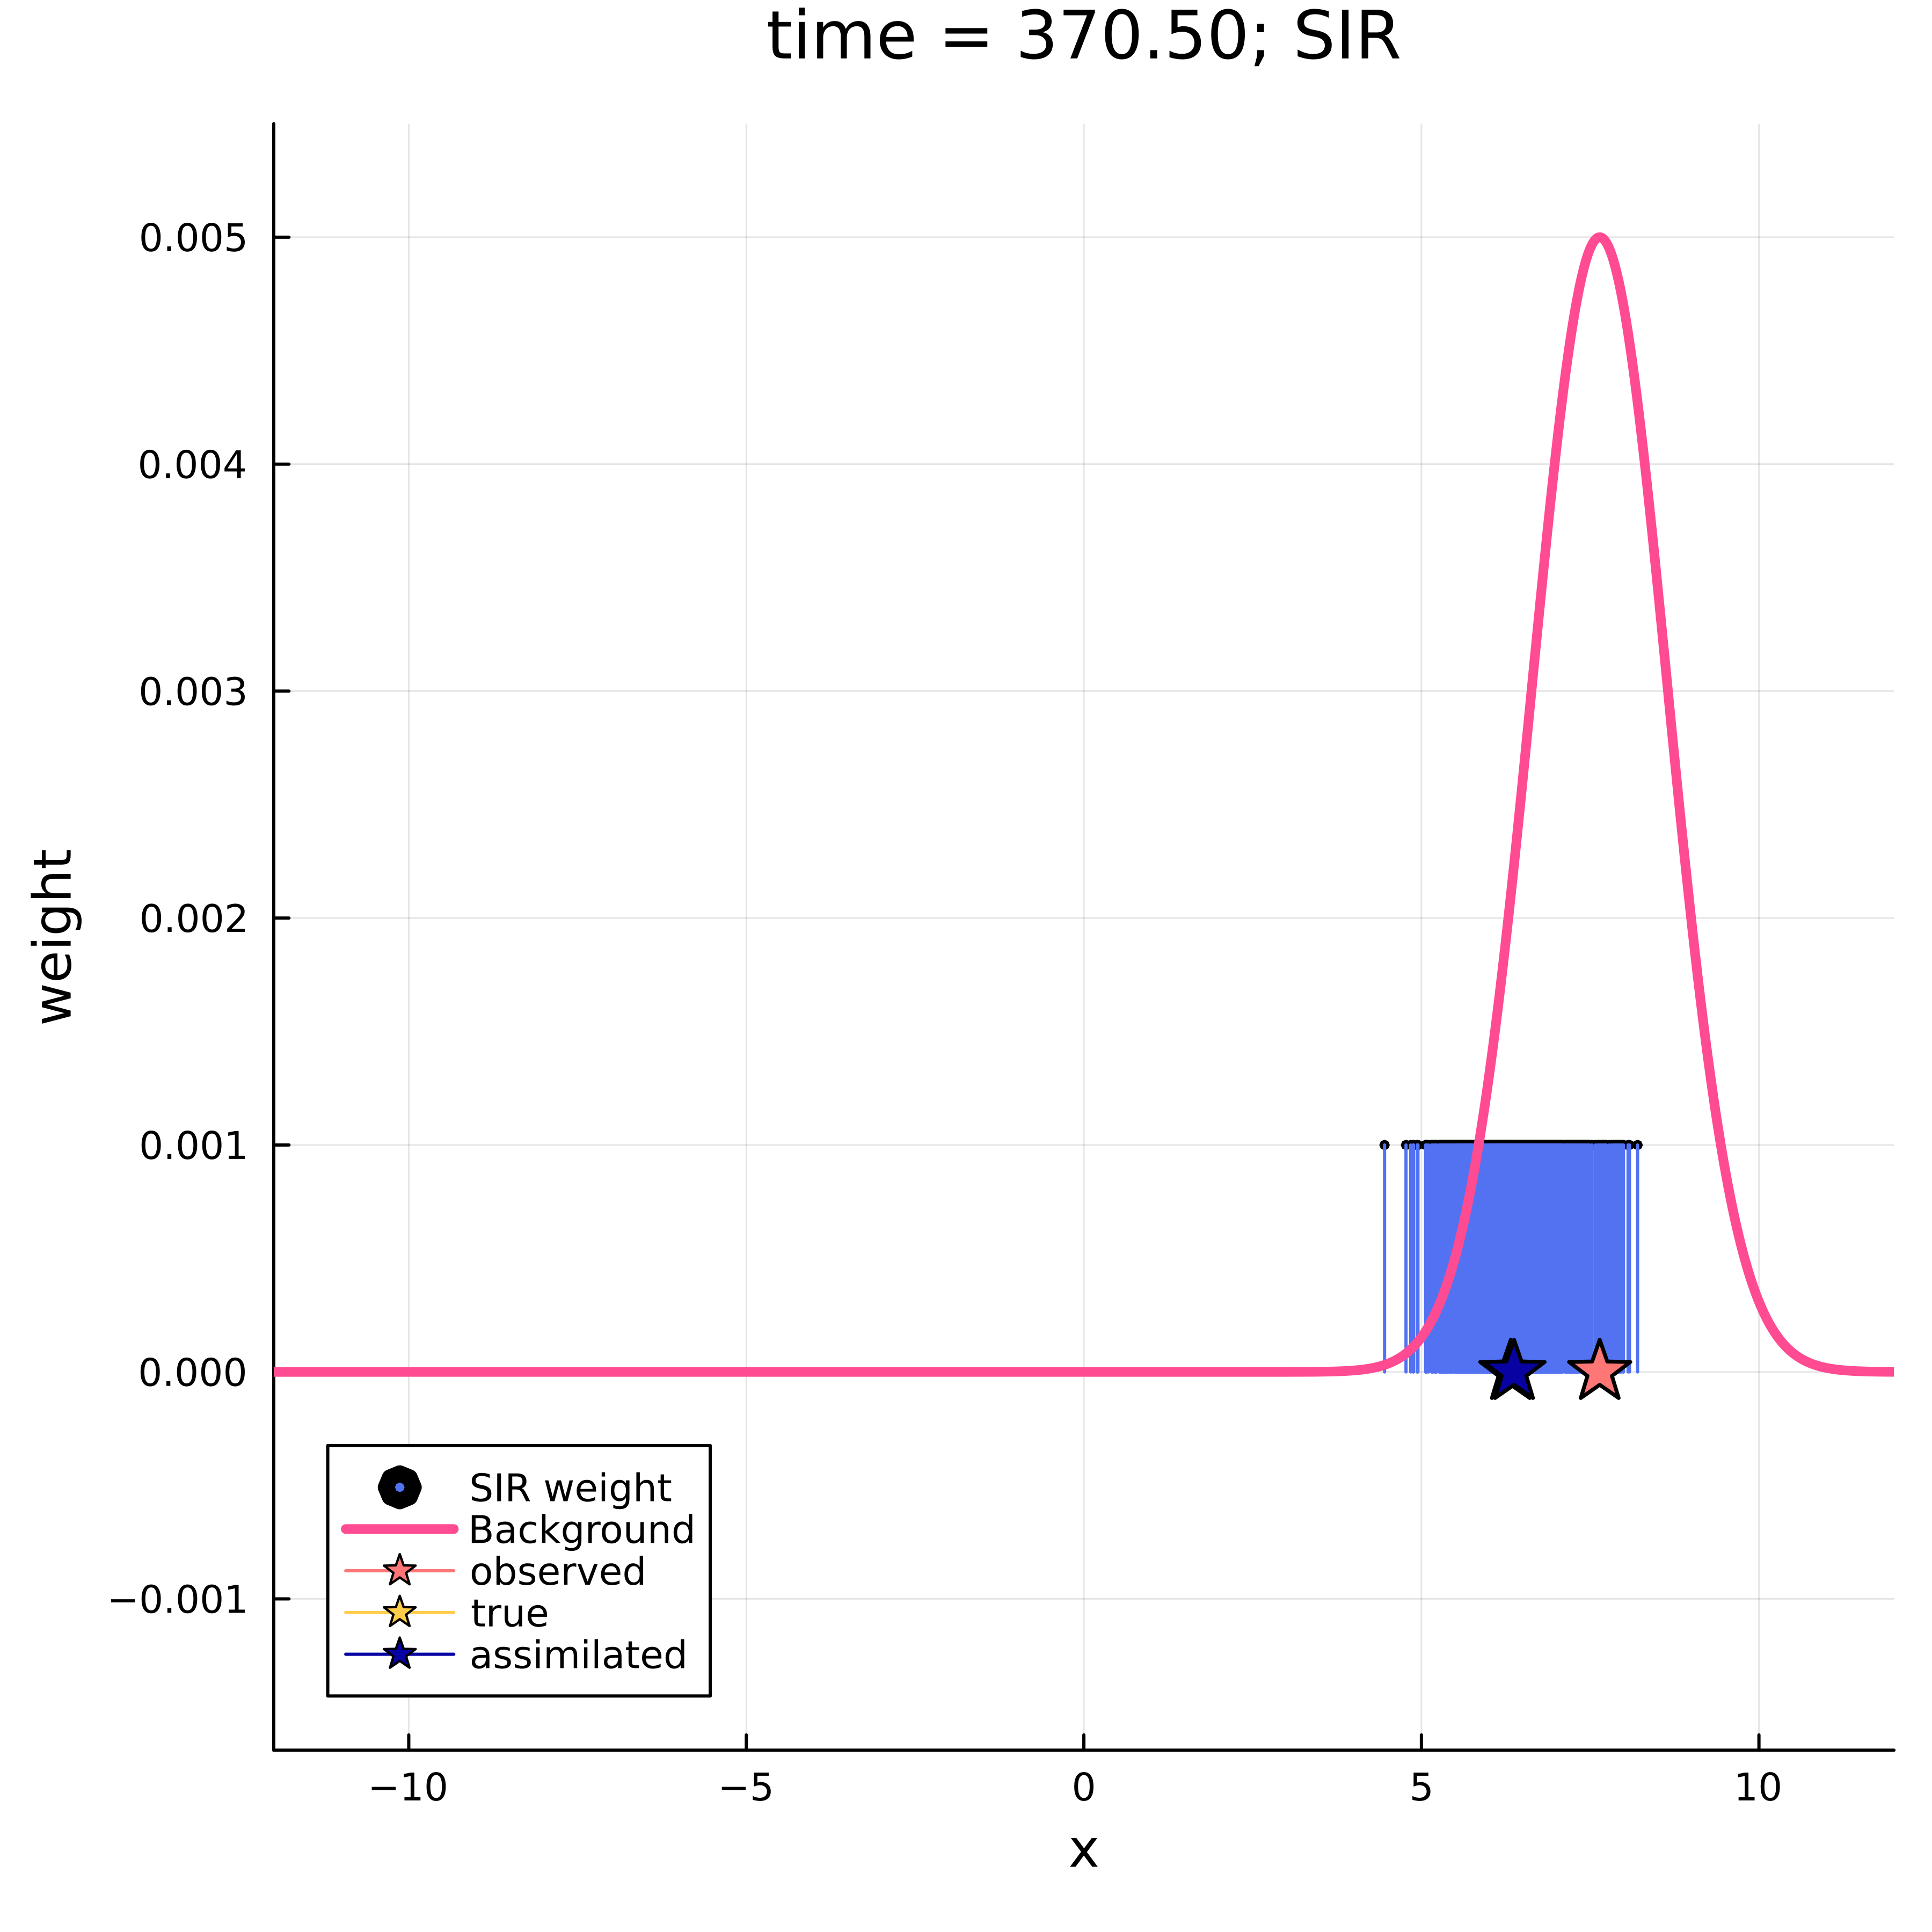 time = 370.50; SIR
0.005
0.004
0.003
0.002
0.001
0.000
−0.001
weight
SIR weight
Background
observed
true
assimilated
−10
−5
0
5
10
x